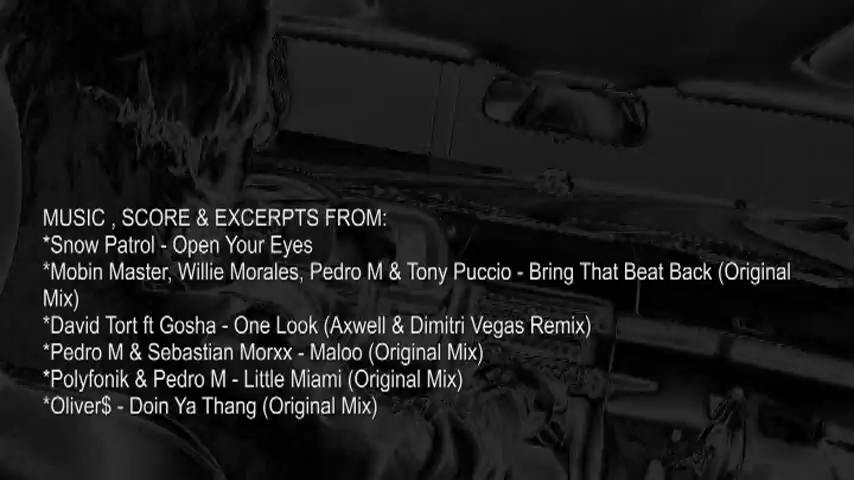 MUSIC , SCORE & EXCERPTS FROM:
*Snow Patrol - Open Your Eyes
*Mobin Master, Willie Morales, Pedro M & Tony Puccio - Bring That Beat Back (Original
Mix)
*David Tort ft Gosha - One Look (Axwell & Dimitri Vegas Remix)
*Pedro M & Sebastian Morxx - Maloo (Original Mix)
*Polyfonik & Pedro M - Little Miami (Original Mix)
*Oliver$ - Doin Ya Thang (Original Mix)